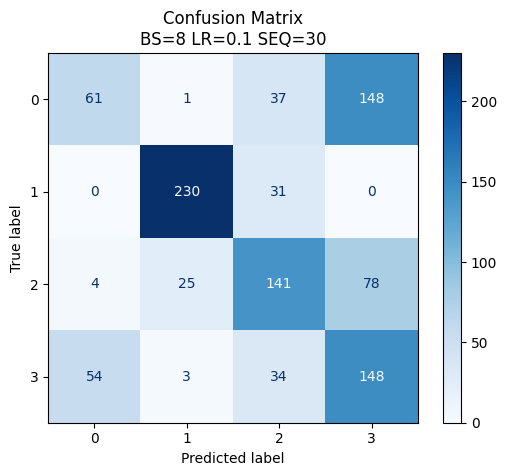 Confusion Matrix
BS=8 LR=0.1 SEQ=30
0 61 1 37 148
1 0 230 31 0
2 4 25 141 78
3 54 3 34 148
0 1 2 3
Predicted label
True label
200
150
100
50
0